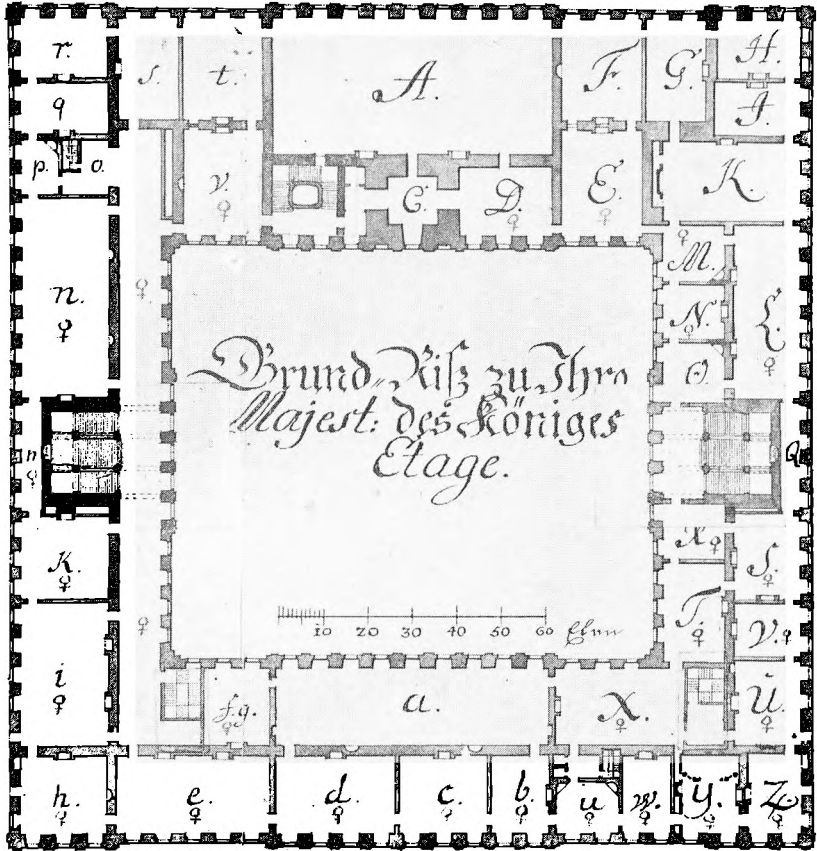 r. s. t. A. F. G. H.
q J.
p. o. v. ♀ C. D. ♀ E. ♀ K.
♀ M. ♀
n. ♀ ♀ N. ♀ L. ♀
Grund-Riß zu Ihro
O.
Majest: des Königes
Etage.
♀ Q
K. ♀ ♀ S. ♀
10 20 30 40 50 60 Elen
♀ T. ♀ V. ♀
i ♀ f.g. ♀ a. X. ♀ U. ♀
h. ♀ e. ♀ d. ♀ c. ♀ b. ♀ u ♀ w. ♀ y. ♀ Z ♀